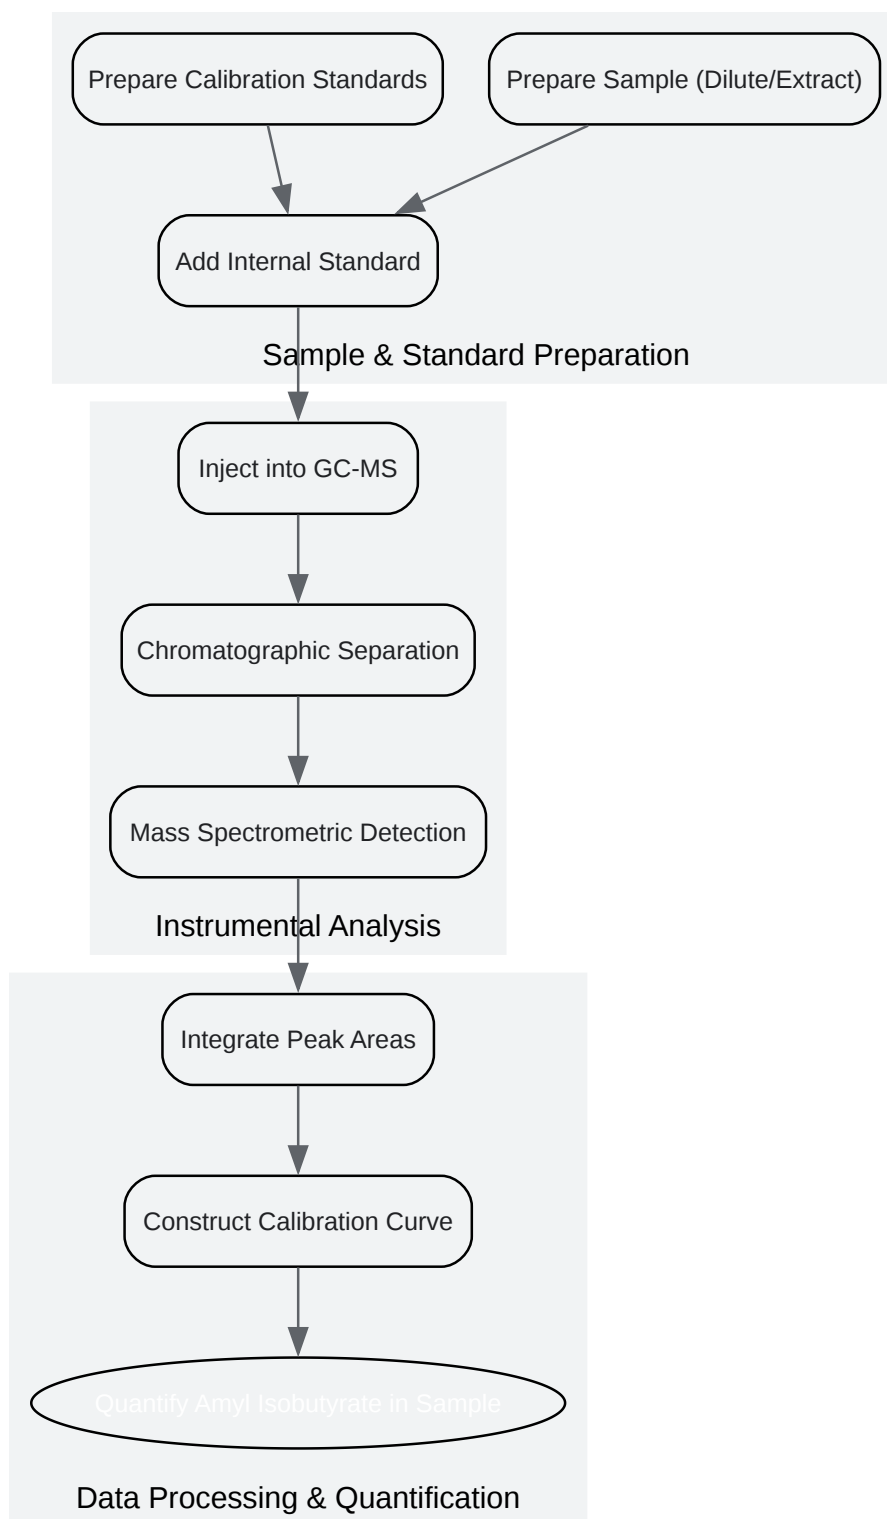 Prepare Calibration Standards
Prepare Sample (Dilute/Extract)
Add Internal Standard
Sample & Standard Preparation
Inject into GC-MS
Chromatographic Separation
Mass Spectrometric Detection
Instrumental Analysis
Integrate Peak Areas
Construct Calibration Curve
Quantify Amyl Isobutyrate in Sample
Data Processing & Quantification